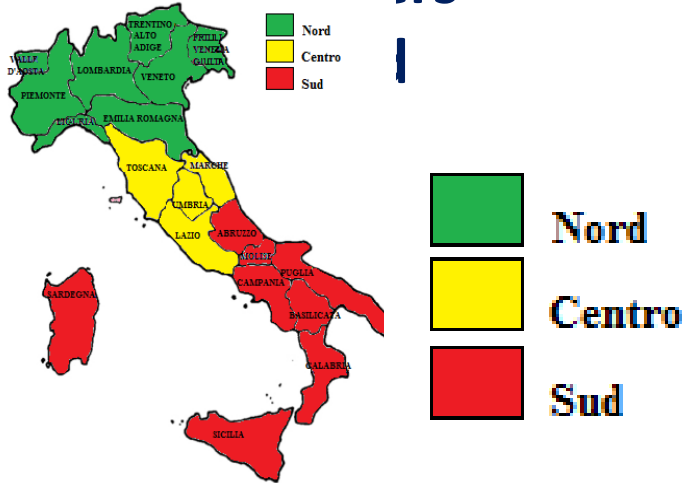 TRENTINO
ALTO
ADIGE
FRIULI
VENEZIA
GIULIA
VALLE
D'AOSTA
LOMBARDIA
VENETO
PIEMONTE
LIGURIA
EMILIA ROMAGNA
TOSCANA
MARCHE
UMBRIA
LAZIO
ABRUZZO
MOLISE
PUGLIA
CAMPANIA
BASILICATA
SARDEGNA
CALABRIA
SICILIA
Nord
Centro
Sud
Nord
Centro
Sud